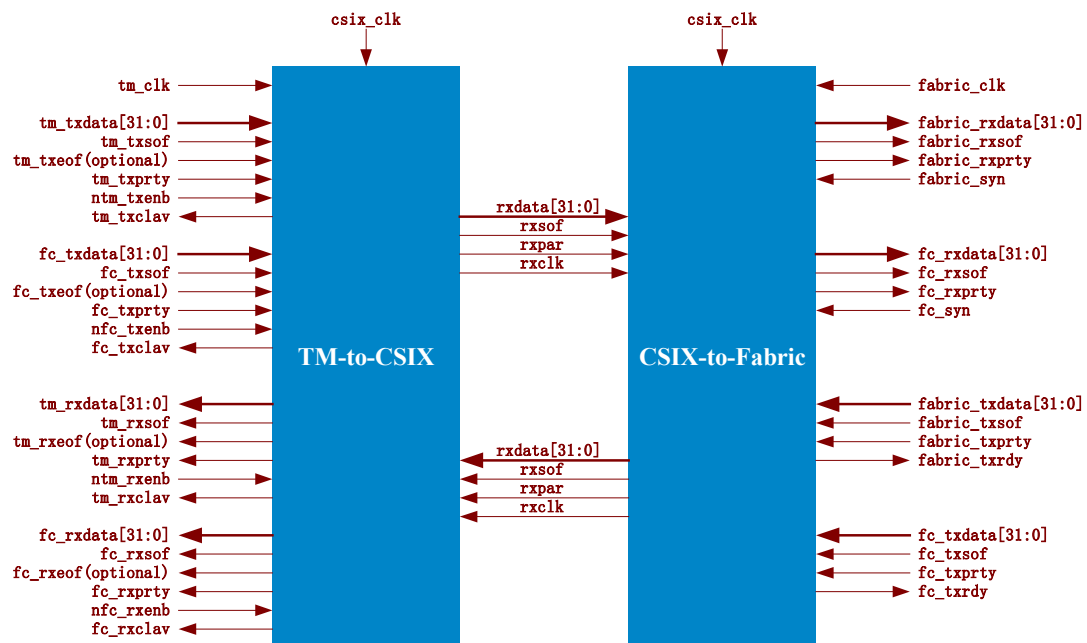 csix_clk
csix_clk
tm_clk
tm_txdata[31:0]
tm_txsof
tm_txeof(optional)
tm_txprty
ntm_txenb
tm_txclav
fc_txdata[31:0]
fc_txsof
fc_txeof(optional)
fc_txprty
nfc_txenb
fc_txclav
tm_rxdata[31:0]
tm_rxsof
tm_rxeof(optional)
tm_rxprty
ntm_rxenb
tm_rxclav
fc_rxdata[31:0]
fc_rxsof
fc_rxeof(optional)
fc_rxprty
nfc_rxenb
fc_rxclav
TM-to-CSIX
rxdata[31:0]
rxsof
rxpar
rxclk
rxdata[31:0]
rxsof
rxpar
rxclk
CSIX-to-Fabric
fabric_clk
fabric_rxdata[31:0]
fabric_rxsof
fabric_rxprty
fabric_syn
fc_rxdata[31:0]
fc_rxsof
fc_rxprty
fc_syn
fabric_txdata[31:0]
fabric_txsof
fabric_txprty
fabric_txrdy
fc_txdata[31:0]
fc_txsof
fc_txprty
fc_txrdy